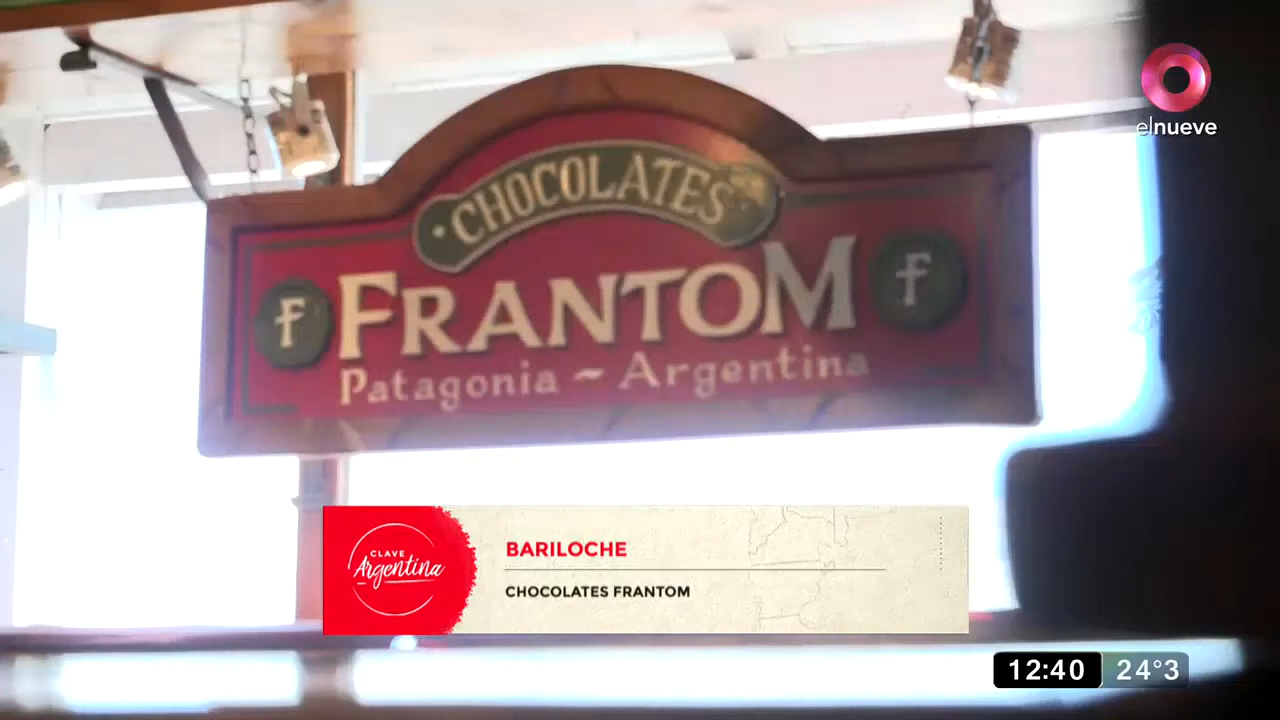 elnueve
CHOCOLATES
F FRANTOM F
Patagonia ~ Argentina
CLAVE
Argentina
BARILOCHE
CHOCOLATES FRANTOM
12:40 24°3